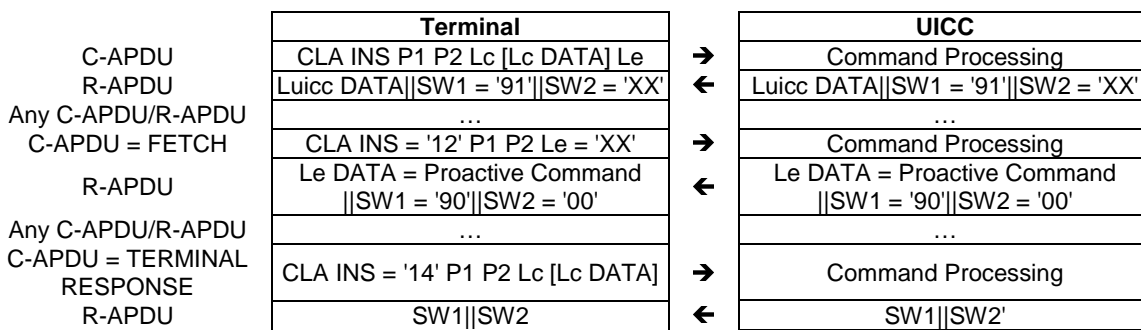 Terminal UICC
C-APDU CLA INS P1 P2 Lc [Lc DATA] Le → Command Processing
R-APDU Luicc DATA||SW1 = '91'||SW2 = 'XX' ← Luicc DATA||SW1 = '91'||SW2 = 'XX'
Any C-APDU/R-APDU … …
C-APDU = FETCH CLA INS = '12' P1 P2 Le = 'XX' → Command Processing
R-APDU Le DATA = Proactive Command ← Le DATA = Proactive Command
||SW1 = '90'||SW2 = '00' ||SW1 = '90'||SW2 = '00'
Any C-APDU/R-APDU … …
C-APDU = TERMINAL
RESPONSE CLA INS = '14' P1 P2 Lc [Lc DATA] → Command Processing
R-APDU SW1||SW2 ← SW1||SW2'